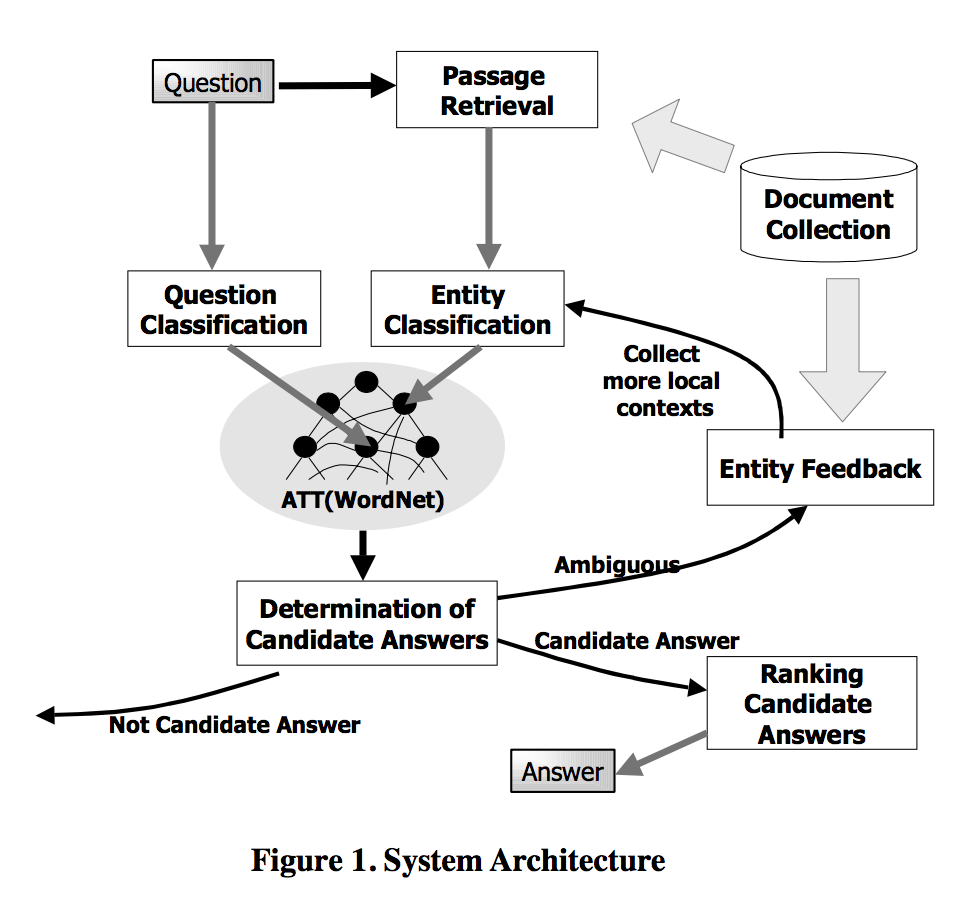 Question
Passage
Retrieval
Document
Collection
Question
Classification
Entity
Classification
Collect
more local
contexts
Entity Feedback
ATT(WordNet)
Ambiguous
Determination of
Candidate Answers
Candidate Answer
Ranking
Candidate
Answers
Not Candidate Answer
Answer
Figure 1. System Architecture